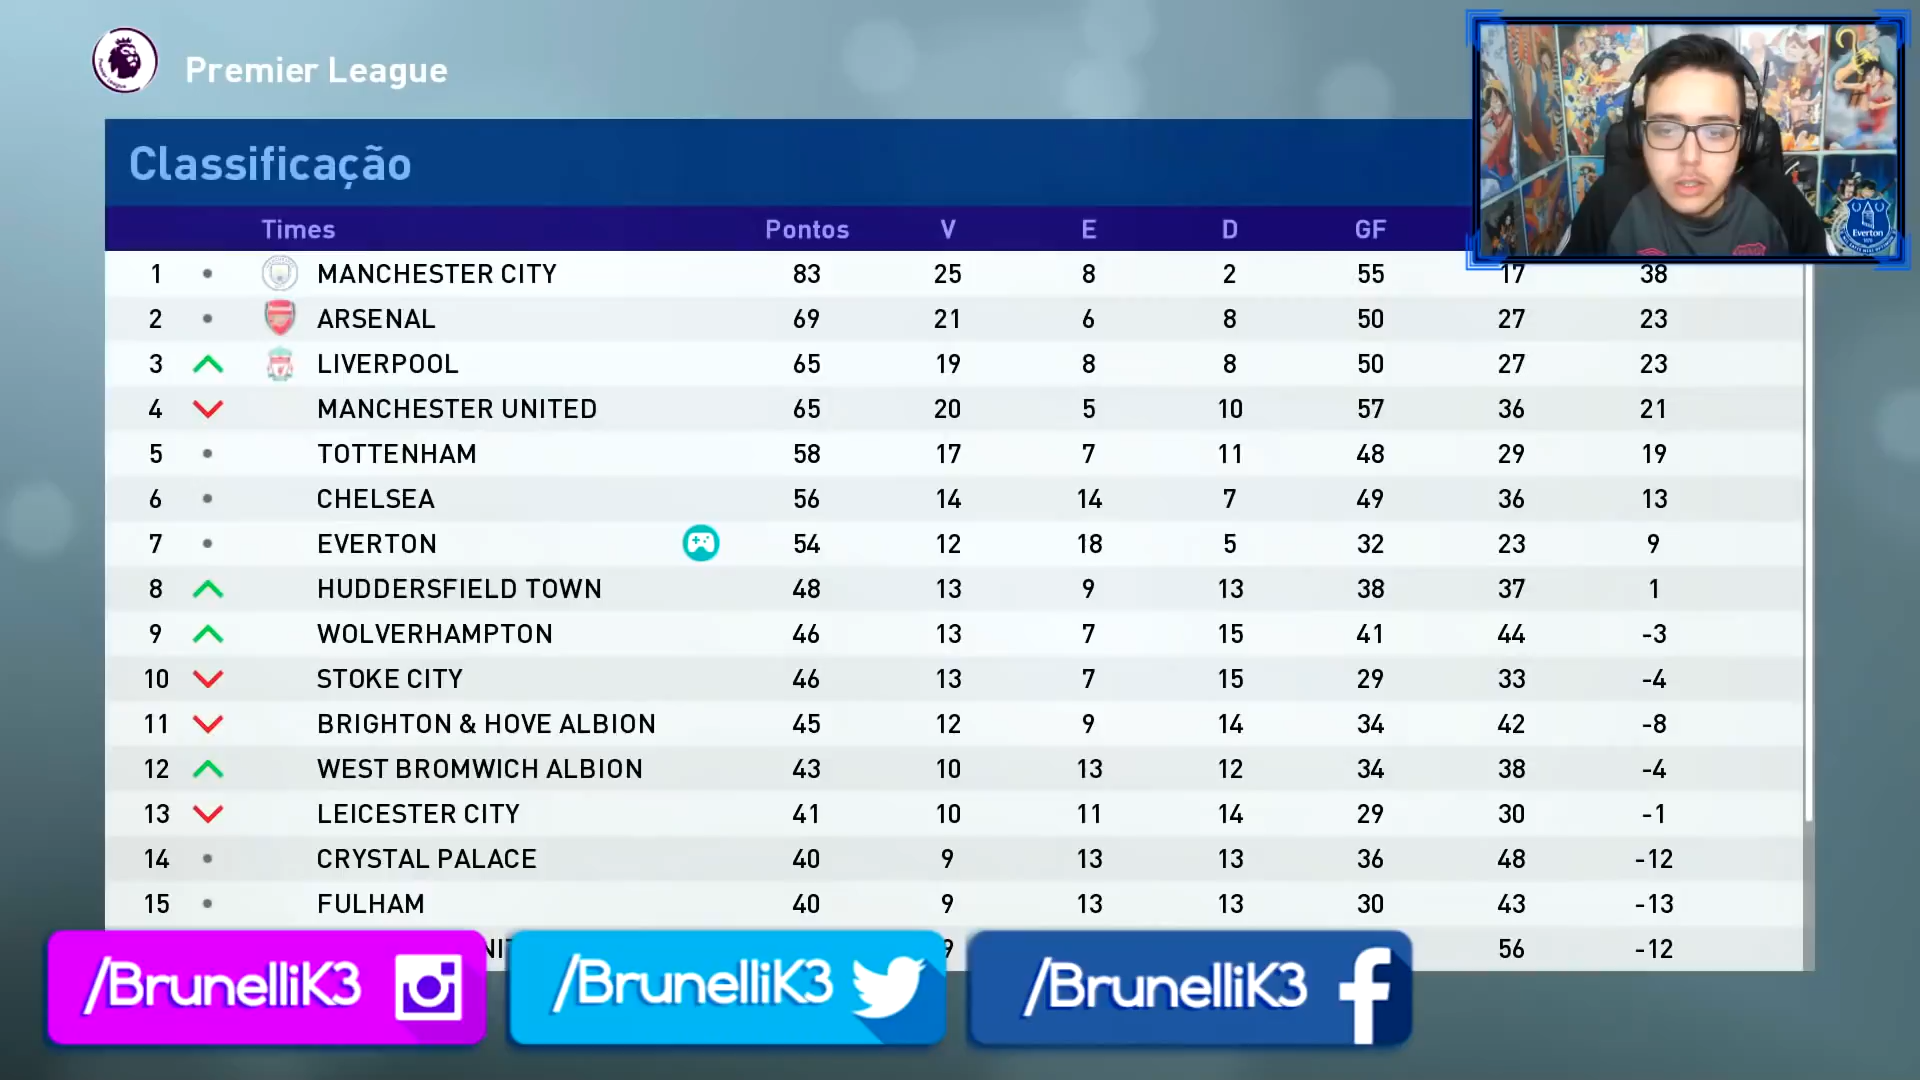 Premier League
Classificação
Times Pontos V E D GF
1 MANCHESTER CITY 83 25 8 2 55 17 38
2 ARSENAL 69 21 6 8 50 27 23
3 LIVERPOOL 65 19 8 8 50 27 23
4 MANCHESTER UNITED 65 20 5 10 57 36 21
5 TOTTENHAM 58 17 7 11 48 29 19
6 CHELSEA 56 14 14 7 49 36 13
7 EVERTON 54 12 18 5 32 23 9
8 HUDDERSFIELD TOWN 48 13 9 13 38 37 1
9 WOLVERHAMPTON 46 13 7 15 41 44 -3
10 STOKE CITY 46 13 7 15 29 33 -4
11 BRIGHTON & HOVE ALBION 45 12 9 14 34 42 -8
12 WEST BROMWICH ALBION 43 10 13 12 34 38 -4
13 LEICESTER CITY 41 10 11 14 29 30 -1
14 CRYSTAL PALACE 40 9 13 13 36 48 -12
15 FULHAM 40 9 13 13 30 43 -13
9 56 -12
/BrunelliK3 /BrunelliK3 /BrunelliK3
Everton